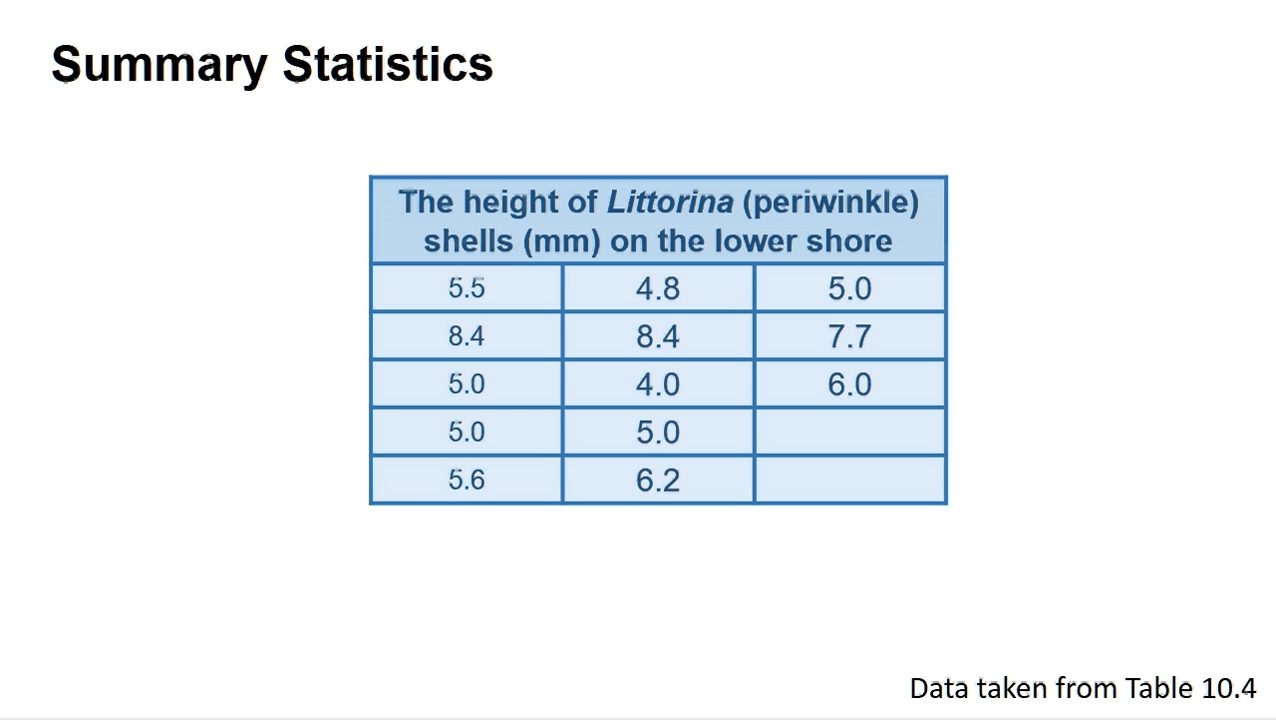 Summary Statistics
The height of Littorina (periwinkle)
shells (mm) on the lower shore
5.5 4.8 5.0
8.4 8.4 7.7
5.0 4.0 6.0
5.0 5.0
5.6 6.2
Data taken from Table 10.4